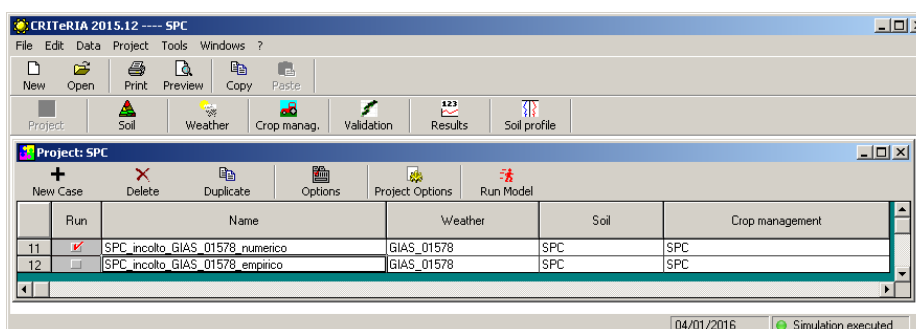 CRITeRIA 2015.12 ---- SPC
File Edit Data Project Tools Windows ?
New Open Print Preview Copy Paste
Project Soil Weather Crop manag. Validation Results Soil profile
123
Project: SPC
New Case Delete Duplicate Options Project Options Run Model
Run Name Weather Soil Crop management
11 SPC_incolto_GIAS_01578_numerico GIAS_01578 SPC SPC
12 SPC_incolto_GIAS_01578_empirico GIAS_01578 SPC SPC
04/01/2016 Simulation executed